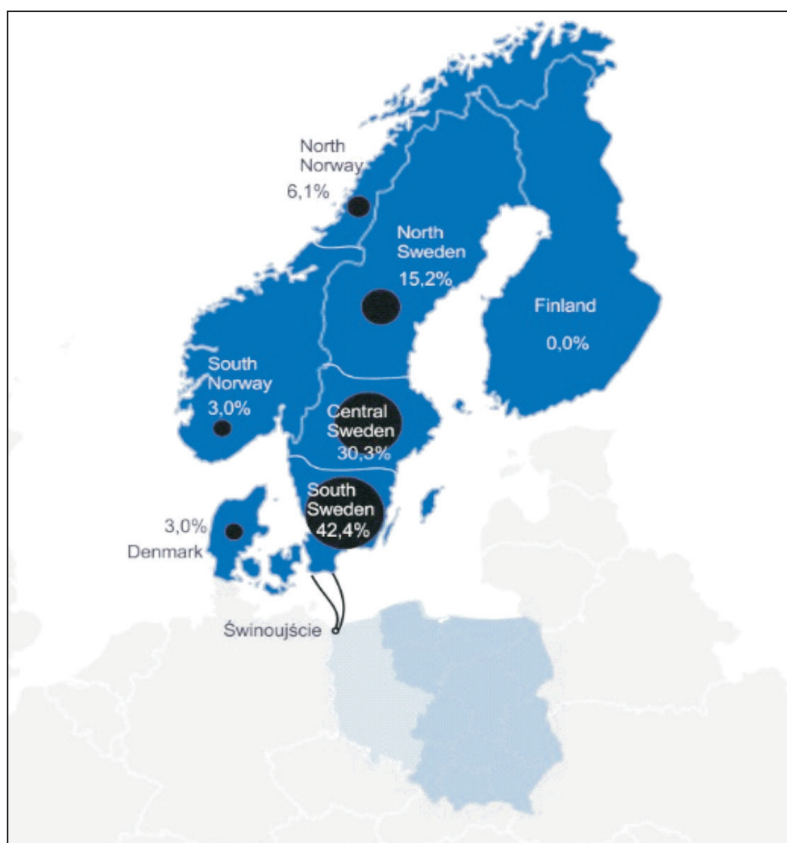 North
Norway
6,1%
North
Sweden
15,2%
Finland
0,0%
South
Norway
3,0%
Central
Sweden
30,3%
South
Sweden
42,4%
3,0%
Denmark
Świnoujście